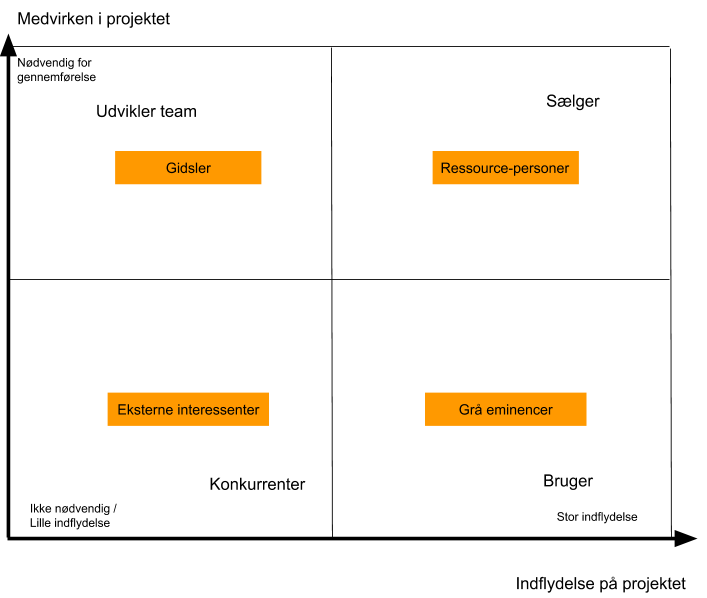 Medvirken i projektet
Nødvendig for
gennemførelse
Udvikler team
Sælger
Gidsler
Ressource-personer
Eksterne interessenter
Grå eminencer
Konkurrenter
Bruger
Ikke nødvendig /
Lille indflydelse
Stor indflydelse
Indflydelse på projektet